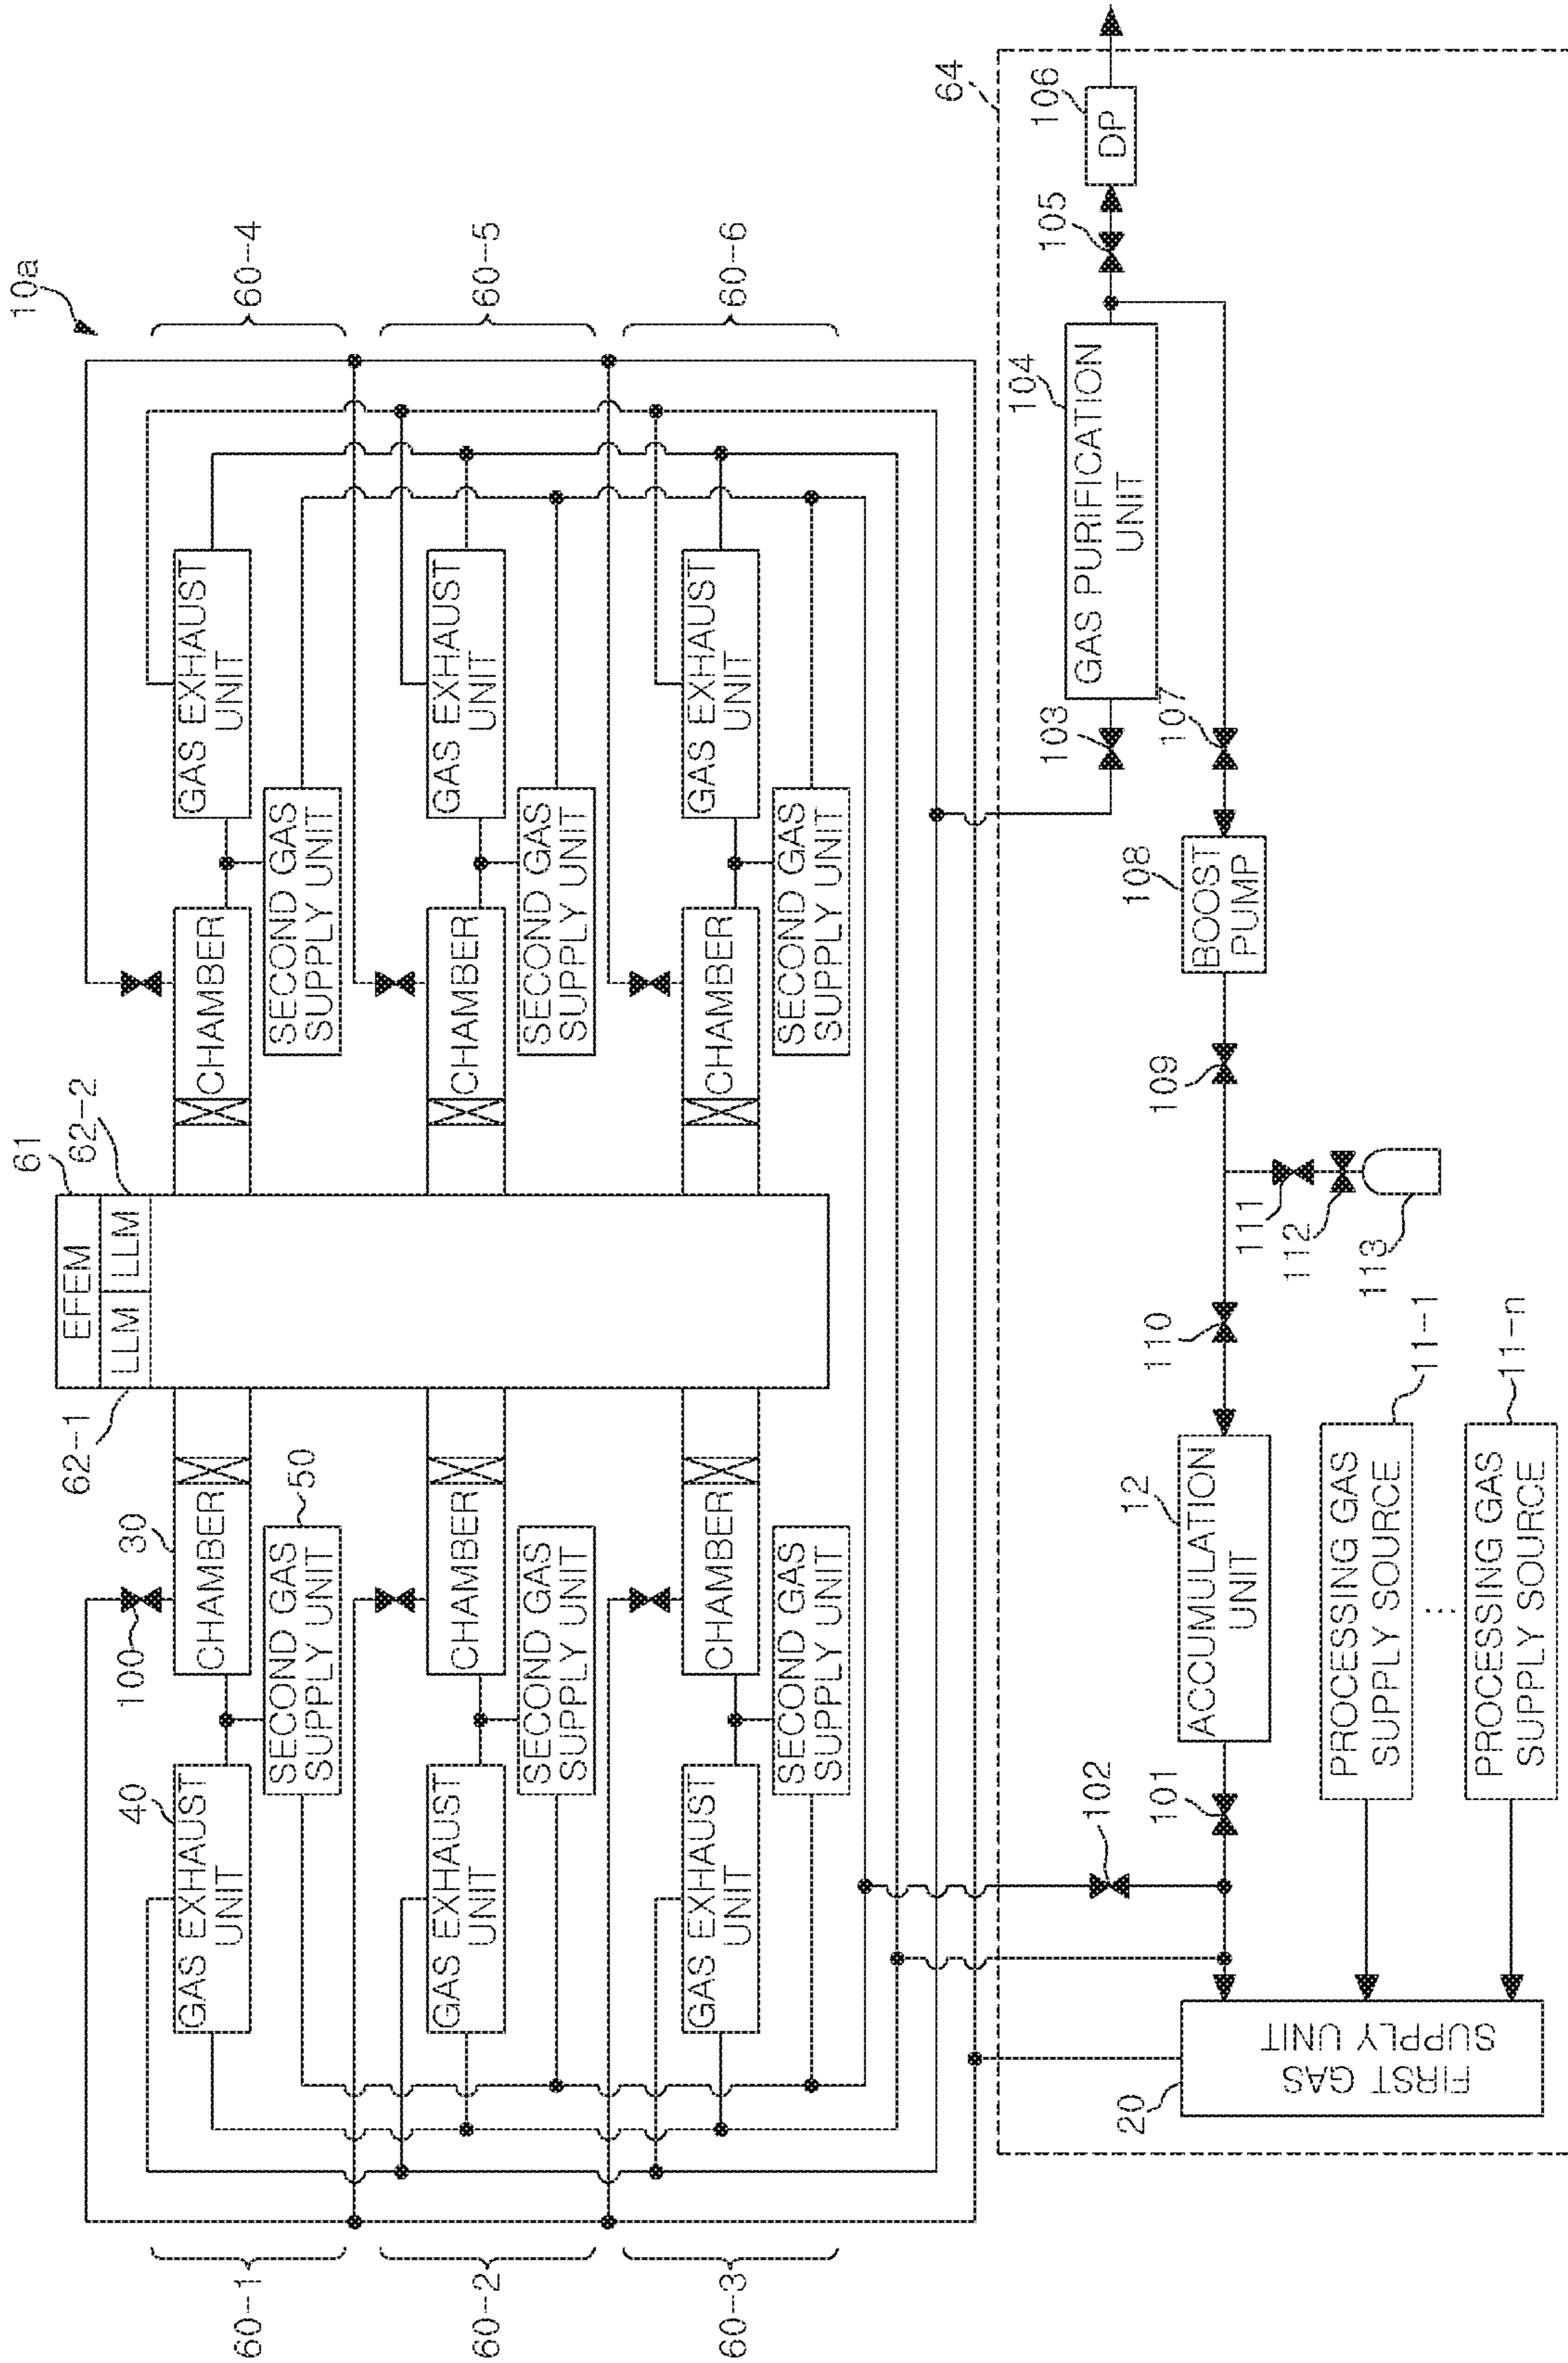 10a
60-1
60-2
60-3
60-4
60-5
60-6
61
EFEM
62-1
LLM
LLM
62-2
40
GAS EXHAUST
UNIT
100
30
CHAMBER
SECOND GAS
SUPPLY UNIT
50
CHAMBER
GAS EXHAUST
UNIT
SECOND GAS
SUPPLY UNIT
GAS EXHAUST
UNIT
CHAMBER
SECOND GAS
SUPPLY UNIT
CHAMBER
GAS EXHAUST
UNIT
SECOND GAS
SUPPLY UNIT
GAS EXHAUST
UNIT
CHAMBER
SECOND GAS
SUPPLY UNIT
CHAMBER
GAS EXHAUST
UNIT
SECOND GAS
SUPPLY UNIT
64
103
104
GAS PURIFICATION
UNIT
105
106
DP
107
108
BOOST
PUMP
109
110
111
112
113
12
ACCUMULATION
UNIT
101
102
20
FIRST GAS
SUPPLY UNIT
PROCESSING GAS
SUPPLY SOURCE
11-1
...
PROCESSING GAS
SUPPLY SOURCE
11-n